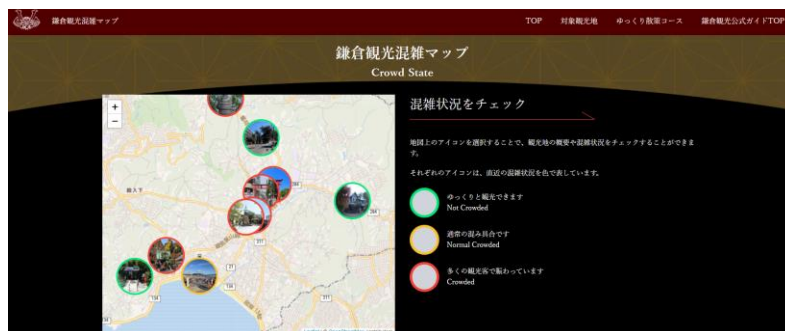 鎌倉観光混雑マップ
TOP
対象観光地
ゆっくり散策コース
鎌倉観光公式ガイドTOP
鎌倉観光混雑マップ
Crowd State
+
−
混雑状況をチェック
地図上のアイコンを選択することで、観光地の概要や混雑状況をチェックすることができま
す。
それぞれのアイコンは、直近の混雑状況を色で表しています。
ゆっくりと観光できます
Not Crowded
通常の混み具合です
Normal Crowded
多くの観光客で賑わっています
Crowded
204
311
134